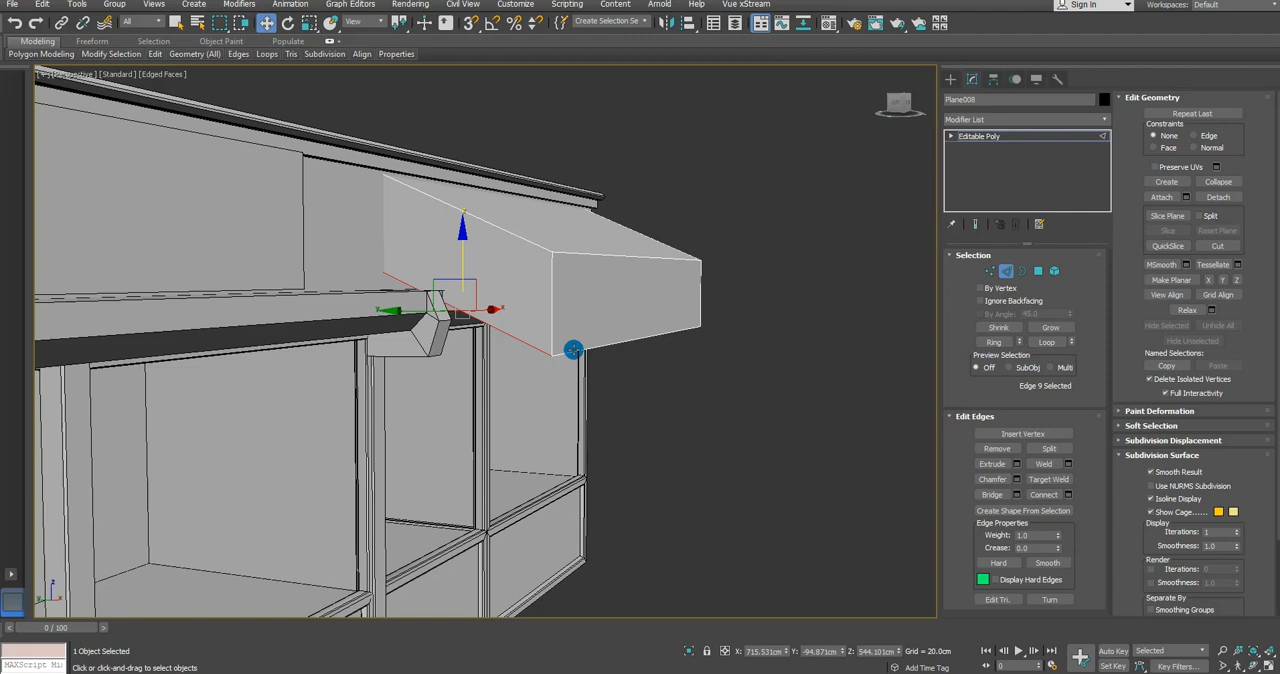 File Edit Tools Group Views Create Modifiers Animation Graph Editors Rendering Civil View Customize Scripting Content Arnold Help Vue xStream Sign In Workspaces: Default
All View Create Selection Se
Modeling Freeform Selection Object Paint Populate
Polygon Modeling Modify Selection Edit Geometry (All) Edges Loops Tris Subdivision Visibility Align Properties
[Standard ] [Edged Faces ]
Plane008
Modifier List
Editable Poly
Selection
By Vertex
Ignore Backfacing
By Angle: 45.0
Shrink Grow
Ring Loop
Preview Selection
Off SubObj Multi
Edge 9 Selected
Edit Edges
Insert Vertex
Remove Split
Extrude Weld
Chamfer Target Weld
Bridge Connect
Create Shape From Selection
Edge Properties
Weight: 1.0
Crease: 0.0
Hard Smooth
Display Hard Edges
Edit Tri. Turn
Edit Geometry
Repeat Last
Constraints
None Edge
Face Normal
Preserve UVs
Create Collapse
Attach Detach
Slice Plane Split
Slice Reset Plane
QuickSlice Cut
MSmooth Tessellate
Make Planar X Y Z
View Align Grid Align
Relax
Hide Selected Unhide All
Hide Unselected
Named Selections:
Copy Paste
Delete Isolated Vertices
Full Interactivity
Paint Deformation
Soft Selection
Subdivision Displacement
Subdivision Surface
Smooth Result
Use NURMS Subdivision
Isoline Display
Show Cage......
Display
Iterations: 1
Smoothness: 1.0
Render
Iterations: 0
Smoothness: 1.0
Separate By
Smoothing Groups
z
x
0 / 100
1 Object Selected
Click or click-and-drag to select objects
MAXScript Mi
X: 715.531cm Y: -94.871cm Z: 544.101cm Grid = 20.0cm
Add Time Tag
0
Auto Key Selected
Set Key Key Filters...